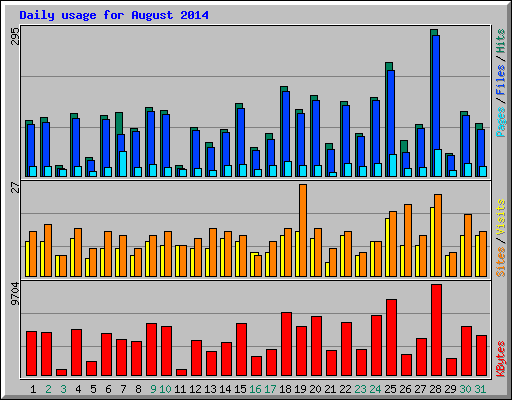 Daily usage for August 2014
295
Pages / Files / Hits
27
Sites / Visits
9704
KBytes
1 2 3 4 5 6 7 8 9 10 11 12 13 14 15 16 17 18 19 20 21 22 23 24 25 26 27 28 29 30 31